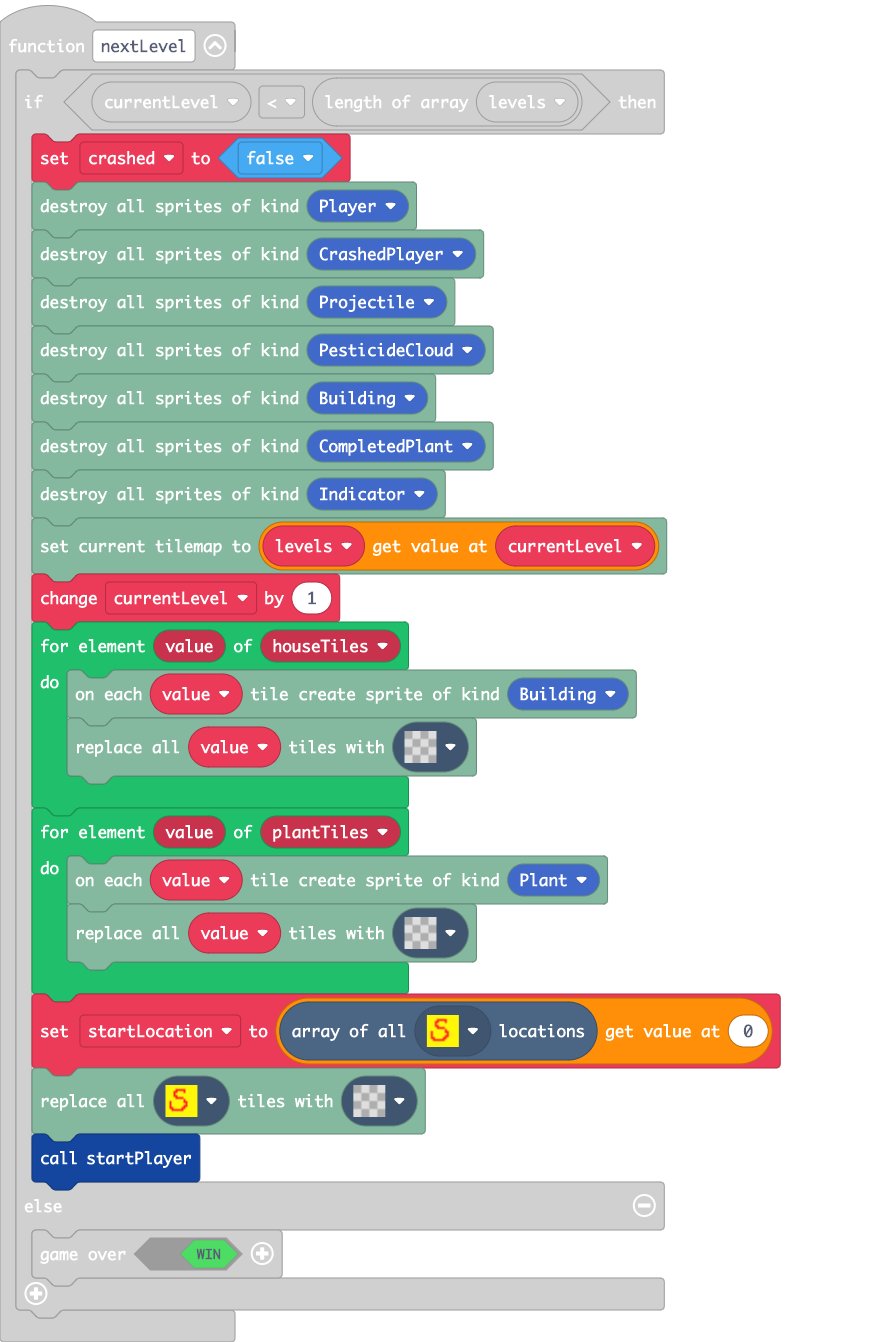 function nextLevel
if currentLevel < length of array levels then
set crashed to false
destroy all sprites of kind Player
destroy all sprites of kind CrashedPlayer
destroy all sprites of kind Projectile
destroy all sprites of kind PesticideCloud
destroy all sprites of kind Building
destroy all sprites of kind CompletedPlant
destroy all sprites of kind Indicator
set current tilemap to levels get value at currentLevel
change currentLevel by 1
for element value of houseTiles
do on each value tile create sprite of kind Building
replace all value tiles with
for element value of plantTiles
do on each value tile create sprite of kind Plant
replace all value tiles with
set startLocation to array of all S locations get value at 0
replace all S tiles with
call startPlayer
else
game over WIN